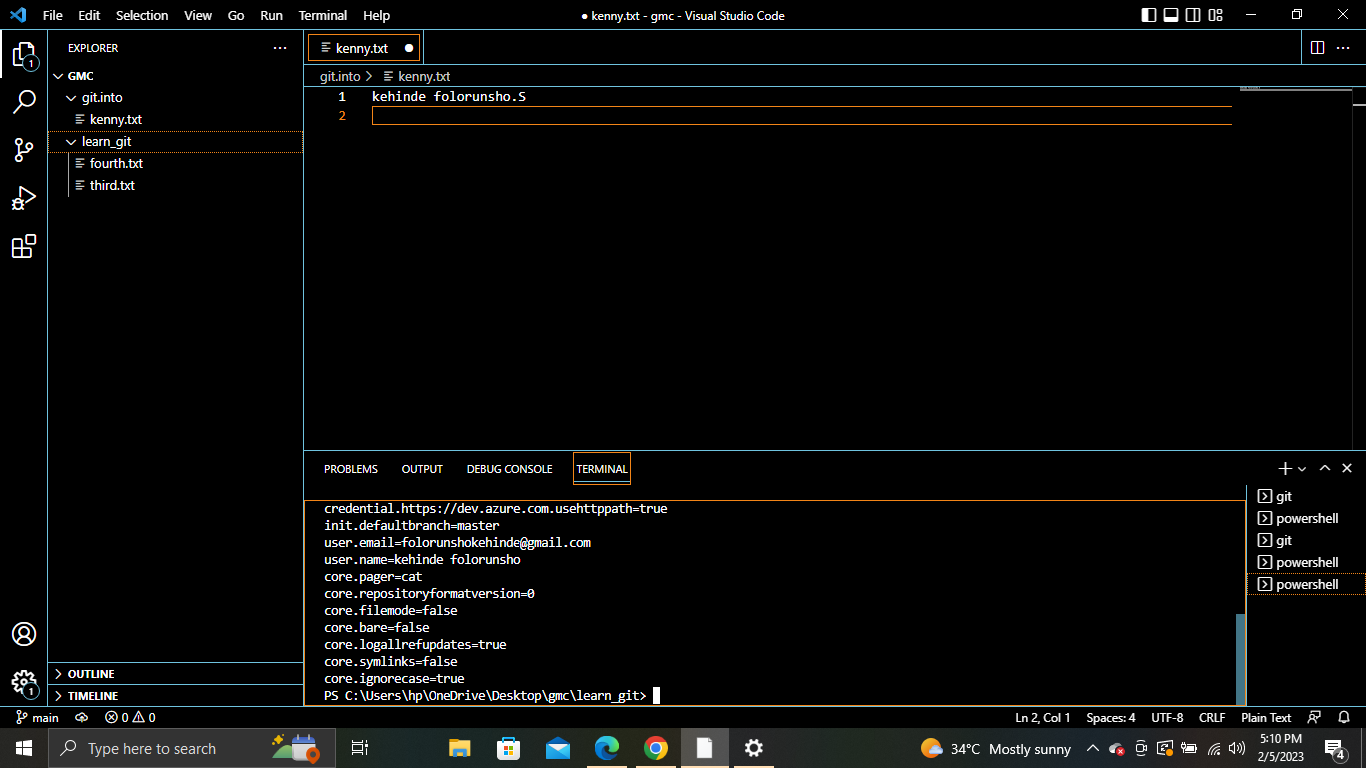 File Edit Selection View Go Run Terminal Help
● kenny.txt - gmc - Visual Studio Code
EXPLORER
kenny.txt
1
GMC
git.into > kenny.txt
git.into
1 kehinde folorunsho.S
kenny.txt
2
learn_git
fourth.txt
third.txt
PROBLEMS OUTPUT DEBUG CONSOLE TERMINAL
credential.https://dev.azure.com.usehttppath=true
init.defaultbranch=master
user.email=folorunshokehinde@gmail.com
user.name=kehinde folorunsho
core.pager=cat
core.repositoryformatversion=0
core.filemode=false
core.bare=false
core.logallrefupdates=true
core.symlinks=false
core.ignorecase=true
PS C:\Users\hp\OneDrive\Desktop\gmc\learn_git>
git
powershell
git
powershell
powershell
OUTLINE
1
TIMELINE
main 0 0
Ln 2, Col 1 Spaces: 4 UTF-8 CRLF Plain Text
Type here to search
34°C Mostly sunny
5:10 PM
2/5/2023
4